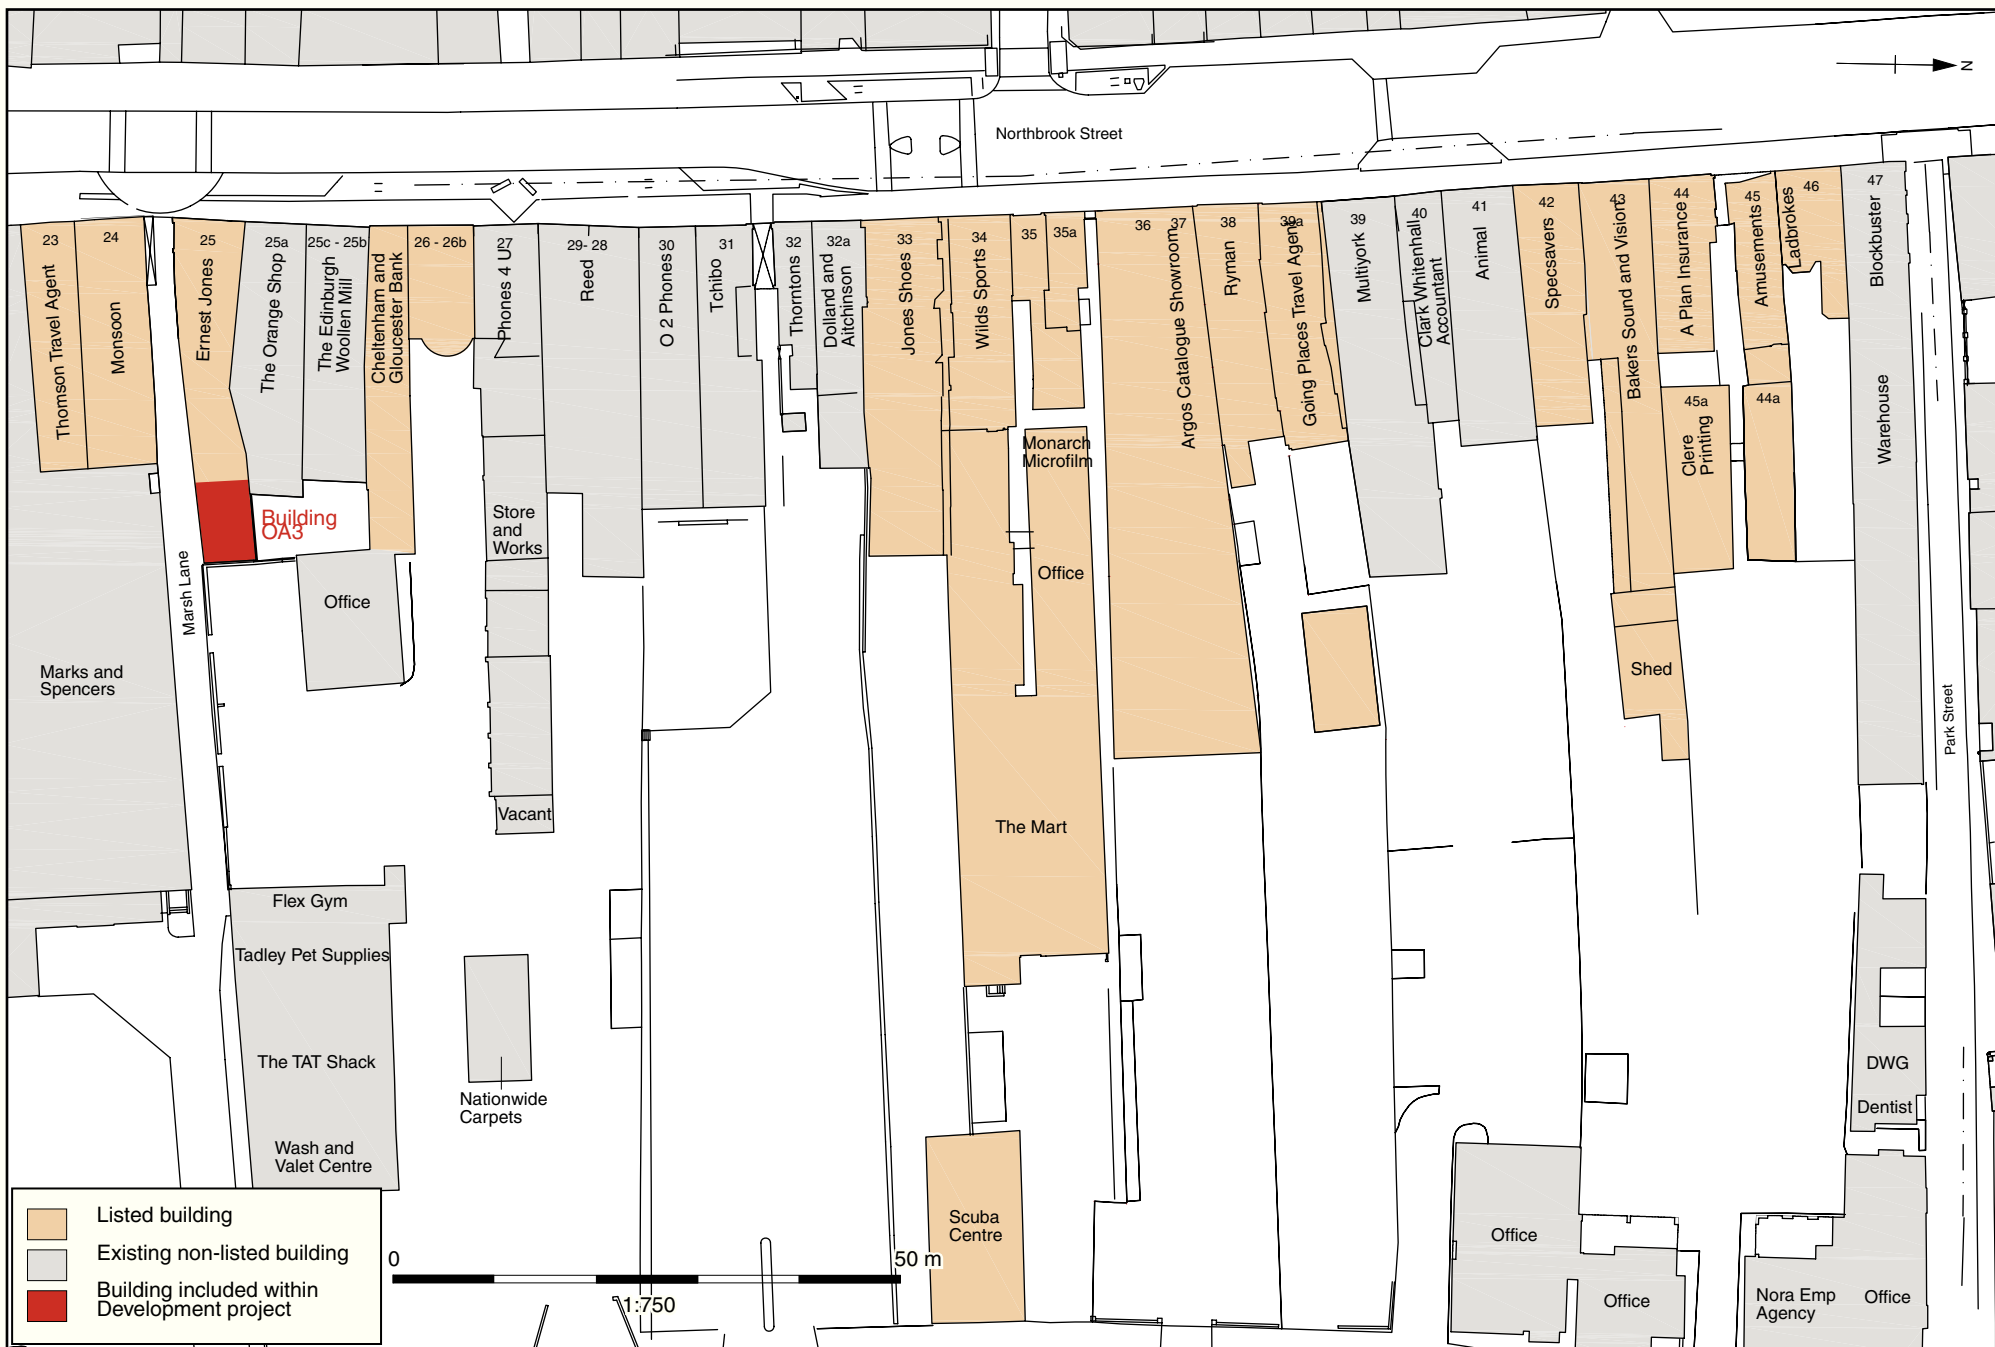 N
Northbrook Street
23
Thomson Travel Agent
24
Monsoon
25
Ernest Jones
25a
The Orange Shop
25c - 25b
The Edinburgh
Woollen Mill
Cheltenham and
Gloucester Bank
26 - 26b
27
Phones 4 U
29- 28
Reed
30
O 2 Phones
31
Tchibo
32
Thorntons
32a
Dolland and
Aitchinson
33
Jones Shoes
34
Wilds Sports
35
35a
36
37
Argos Catalogue Showroom
38
Ryman
39a
Going Places Travel Agent
39
Multiyork
40
Clark Whitenhall
Accountant
41
Animal
42
Specsavers
43
Bakers Sound and Vision
44
A Plan Insurance
45
Amusements
46
Ladbrokes
47
Blockbuster
Warehouse
45a
Clere
Printing
44a
Monarch
Microfilm
Office
Building
OA3
Store
and
Works
Marsh Lane
Office
Marks and
Spencers
Shed
Park Street
Vacant
The Mart
Flex Gym
Tadley Pet Supplies
The TAT Shack
Wash and
Valet Centre
Nationwide
Carpets
DWG
Dentist
Scuba
Centre
Office
Office
Nora Emp
Agency
Office
Listed building
Existing non-listed building
Building included within
Development project
0
50 m
1:750